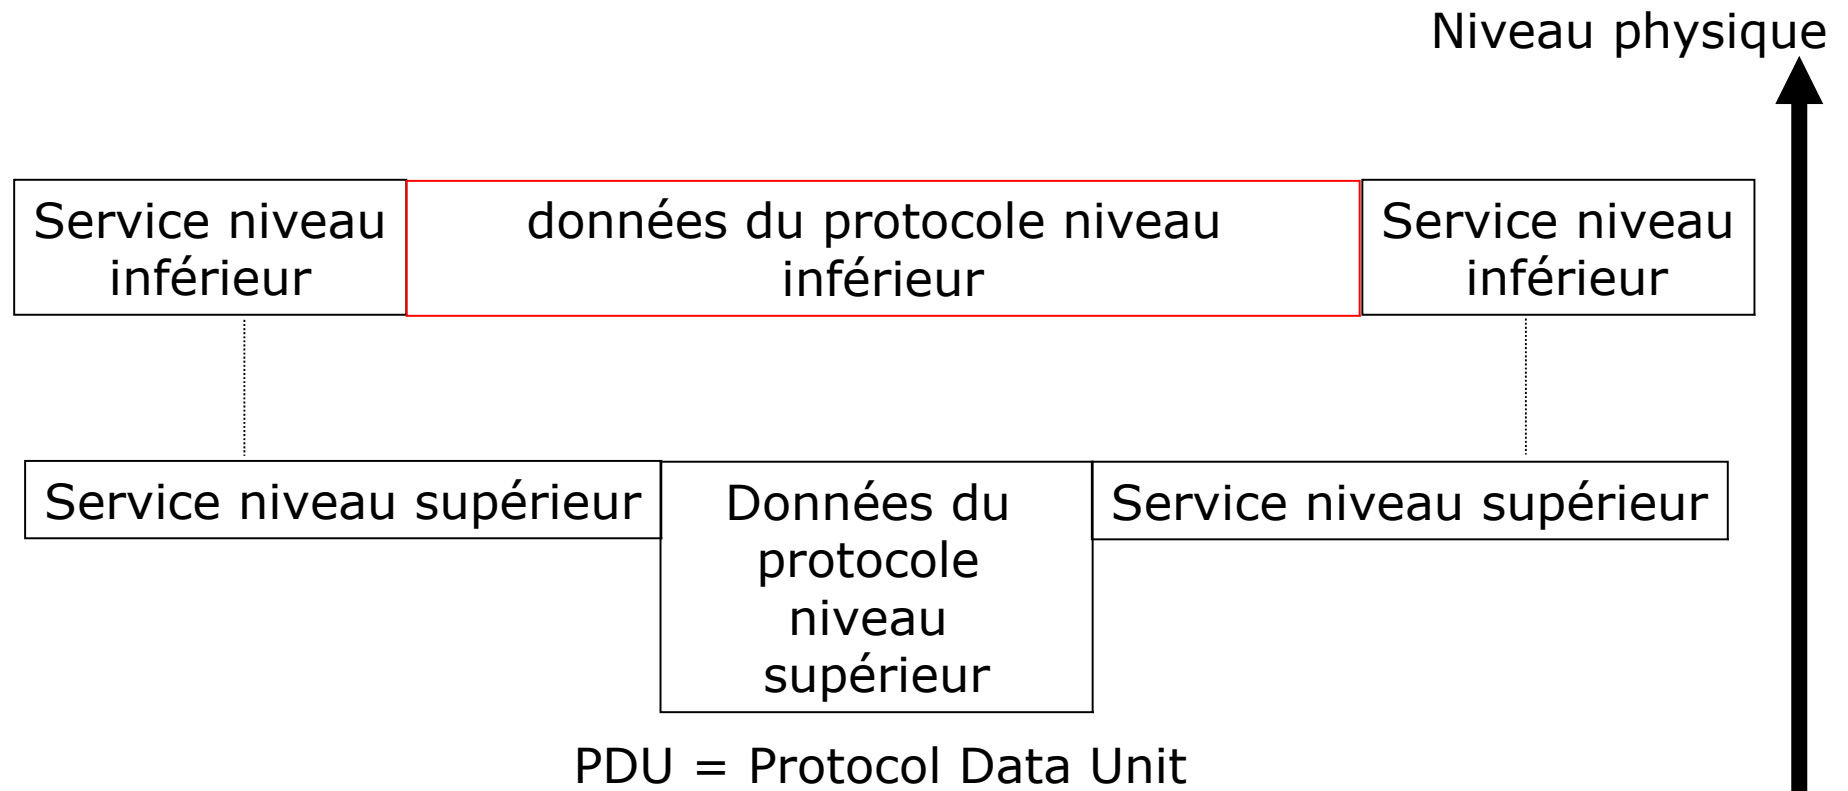 Niveau physique
Service niveau
inférieur
données du protocole niveau
inférieur
Service niveau
inférieur
Service niveau supérieur
Données du
protocole
niveau
supérieur
Service niveau supérieur
PDU = Protocol Data Unit